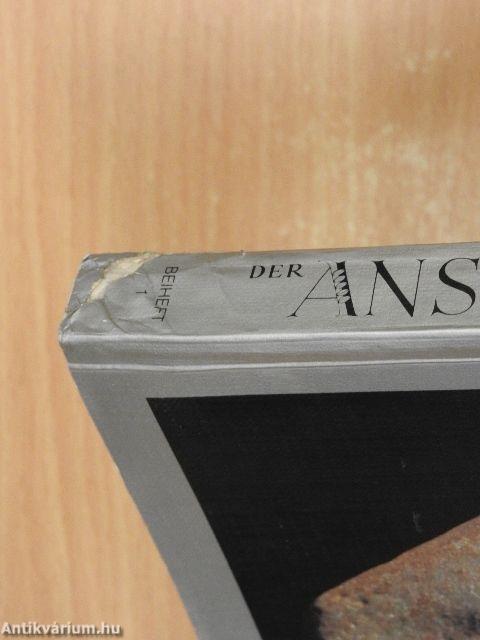 BEIHEFT
1
DER ANS
Antikvárium.hu